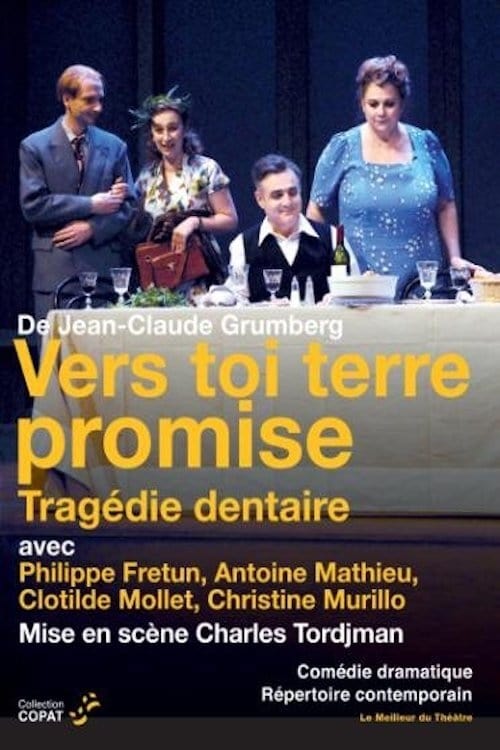 De Jean-Claude Grumberg
Vers toi terre
promise
Tragédie dentaire
avec
Philippe Fretun, Antoine Mathieu,
Clotilde Mollet, Christine Murillo
Mise en scène Charles Tordjman
Comédie dramatique
Répertoire contemporain
Le Meilleur du Théâtre
Collection
COPAT